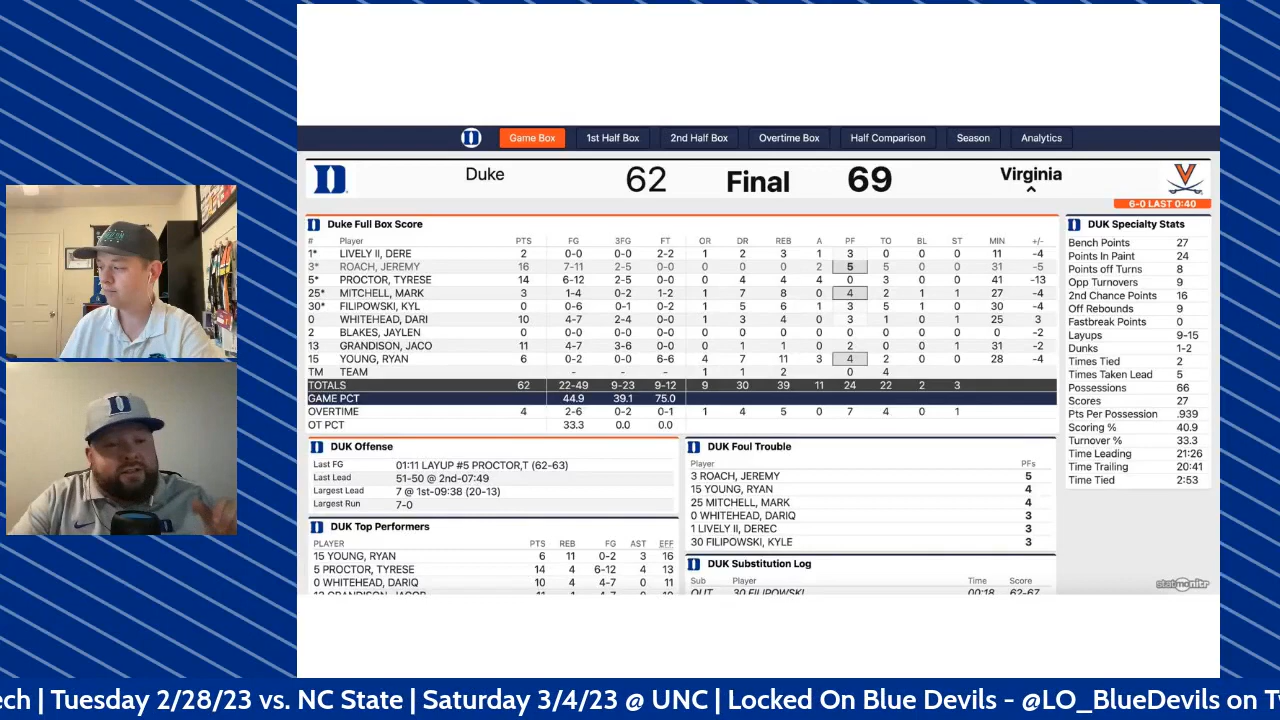 Game Box 1st Half Box 2nd Half Box Overtime Box Half Comparison Season Analytics
Duke 62 Final 69 Virginia
6-0 LAST 0:40
Duke Full Box Score
# Player PTS FG 3FG FT OR DR REB A PF TO BL ST MIN +/-
1* LIVELY II, DERE 2 0-0 0-0 2-2 1 2 3 1 3 0 0 0 11 -4
3* ROACH, JEREMY 16 7-11 2-5 0-0 0 0 0 2 5 5 0 0 31 -5
5* PROCTOR, TYRESE 14 6-12 2-5 0-0 0 4 4 4 0 3 0 0 -13
25* MITCHELL, MARK 3 1-4 0-2 1-2 1 7 8 0 4 2 1 1 27 -4
30* FILIPOWSKI, KYL 0 0-6 0-1 0-2 1 5 6 1 3 5 1 0 30 -4
0 WHITEHEAD, DARI 10 4-7 2-4 0-0 1 3 4 0 3 1 0 1 25 3
2 BLAKES, JAYLEN 0 0-0 0-0 0-0 0 0 0 0 0 0 0 0 0 -2
13 GRANDISON, JACO 11 4-7 3-6 0-0 0 1 1 0 2 0 0 1 31 -2
15 YOUNG, RYAN 6 0-2 0-0 6-6 4 7 11 3 4 2 0 0 28 -4
TM TEAM - - - 1 1 2 0 4
TOTALS 62 22-49 9-23 9-12 9 30 39 11 24 22 2 3
GAME PCT 44.9 39.1 75.0
OVERTIME 4 2-6 0-2 0-1 1 4 5 0 7 4 0 1
OT PCT 33.3 0.0 0.0
DUK Offense
Last FG 01:11 LAYUP #5 PROCTOR,T (62-63)
Last Lead 51-50 @ 2nd-07:49
Largest Lead 7 @ 1st-09:38 (20-13)
Largest Run 7-0
DUK Top Performers
PLAYER PTS REB FG AST EFF
15 YOUNG, RYAN 6 11 0-2 3 16
5 PROCTOR, TYRESE 14 4 6-12 4 13
0 WHITEHEAD, DARIQ 10 4 4-7 0 11
DUK Foul Trouble
Player PFs
3 ROACH, JEREMY 5
15 YOUNG, RYAN 4
25 MITCHELL, MARK 4
0 WHITEHEAD, DARIQ 3
1 LIVELY II, DEREC 3
30 FILIPOWSKI, KYLE 3
DUK Substitution Log
Sub Player Time Score
OUT 30 FILIPOWSKI 00:18 62-67
DUK Specialty Stats
Bench Points 27
Points In Paint 24
Points off Turns 8
Opp Turnovers 9
2nd Chance Points 16
Off Rebounds 9
Fastbreak Points 0
Layups 9-15
Dunks 1-2
Times Tied 2
Times Taken Lead 5
Possessions 66
Scores 27
Pts Per Possession .939
Scoring % 40.9
Turnover % 33.3
Time Leading 21:26
Time Trailing 20:41
Time Tied 2:53
statmonitr
ech | Tuesday 2/28/23 vs. NC State | Saturday 3/4/23 @ UNC | Locked On Blue Devils - @LO_BlueDevils on Tw